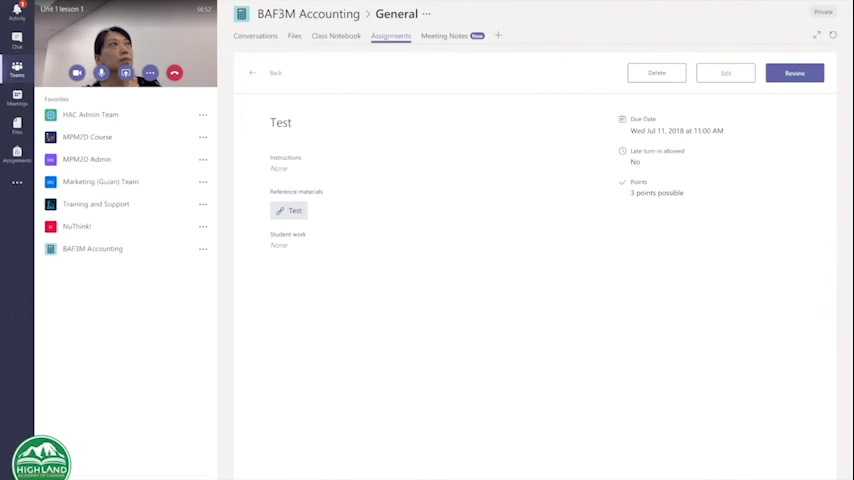 Activity
Chat
Teams
Meetings
Files
Assignments
Unit 1 lesson 1
56:52
Favorites
HAC Admin Team
MPM2D Course
MPM2D Admin
Marketing (Guian) Team
Training and Support
NuThink!
BAF3M Accounting
BAF3M Accounting > General ...
Private
Conversations Files Class Notebook Assignments Meeting Notes New +
Back
Delete
Edit
Review
Test
Instructions
None
Reference materials
Test
Student work
None
Due Date
Wed Jul 11, 2018 at 11:00 AM
Late turn-in allowed
No
Points
3 points possible
HIGHLAND
ACADEMY OF CANADA